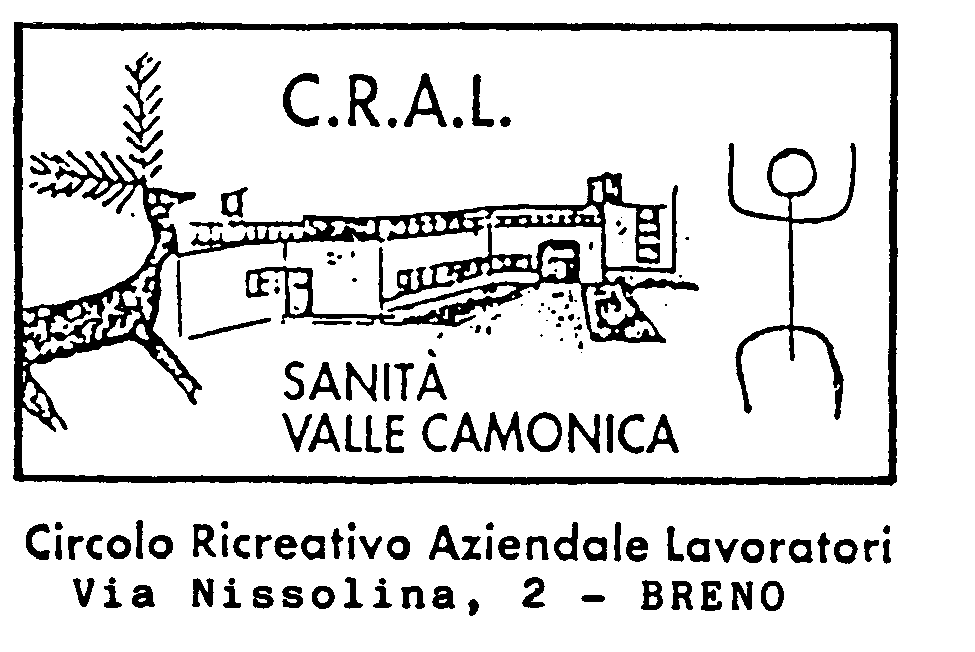 C.R.A.L.
SANITÀ
VALLE CAMONICA
Circolo Ricreativo Aziendale Lavoratori
Via Nissolina, 2 - BRENO